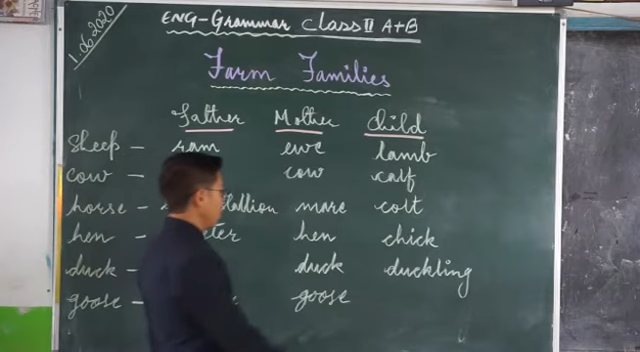 1.06.2020
ENG-Grammar Class II A+B
Farm Families
Father Mother Child
Sheep - ram ewe lamb
cow - cow calf
horse - stallion mare colt
hen - hen chick
duck - duck duckling
goose - goose